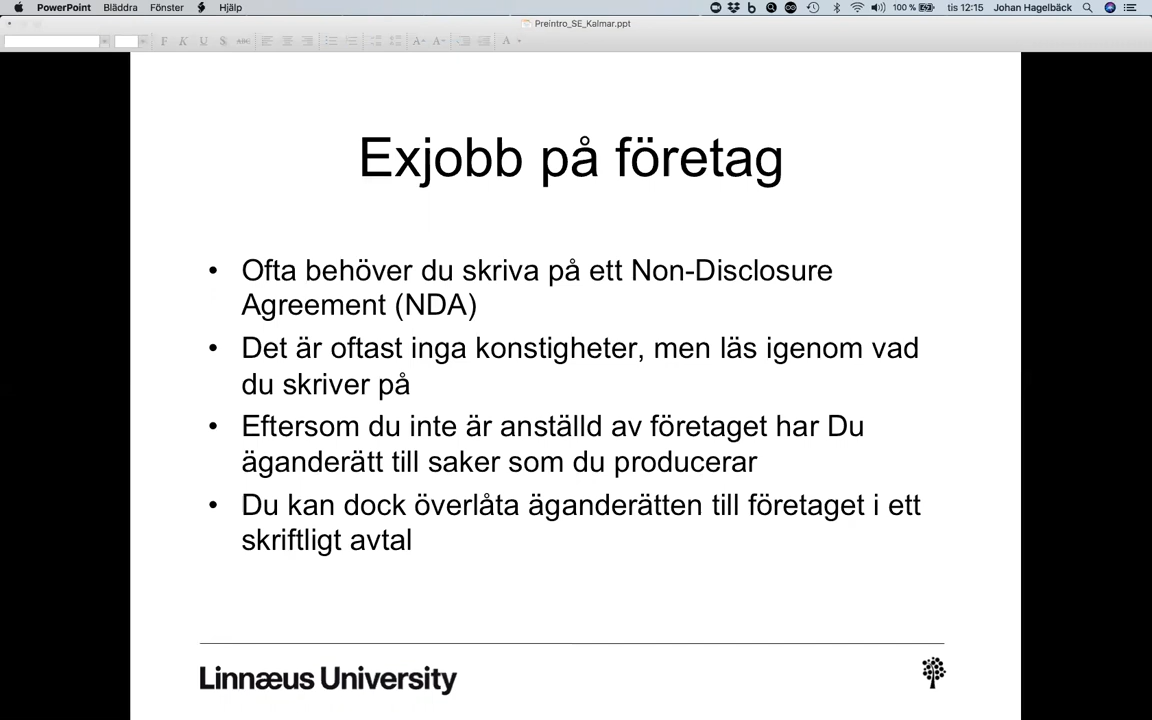 PowerPoint Bläddra Fönster Hjälp 100 % tis 12:15 Johan Hagelbäck
Preintro_SE_Kalmar.ppt
F K U S ABC A A A
Exjobb på företag
• Ofta behöver du skriva på ett Non-Disclosure
Agreement (NDA)
• Det är oftast inga konstigheter, men läs igenom vad
du skriver på
• Eftersom du inte är anställd av företaget har Du
äganderätt till saker som du producerar
• Du kan dock överlåta äganderätten till företaget i ett
skriftligt avtal
Linnæus University